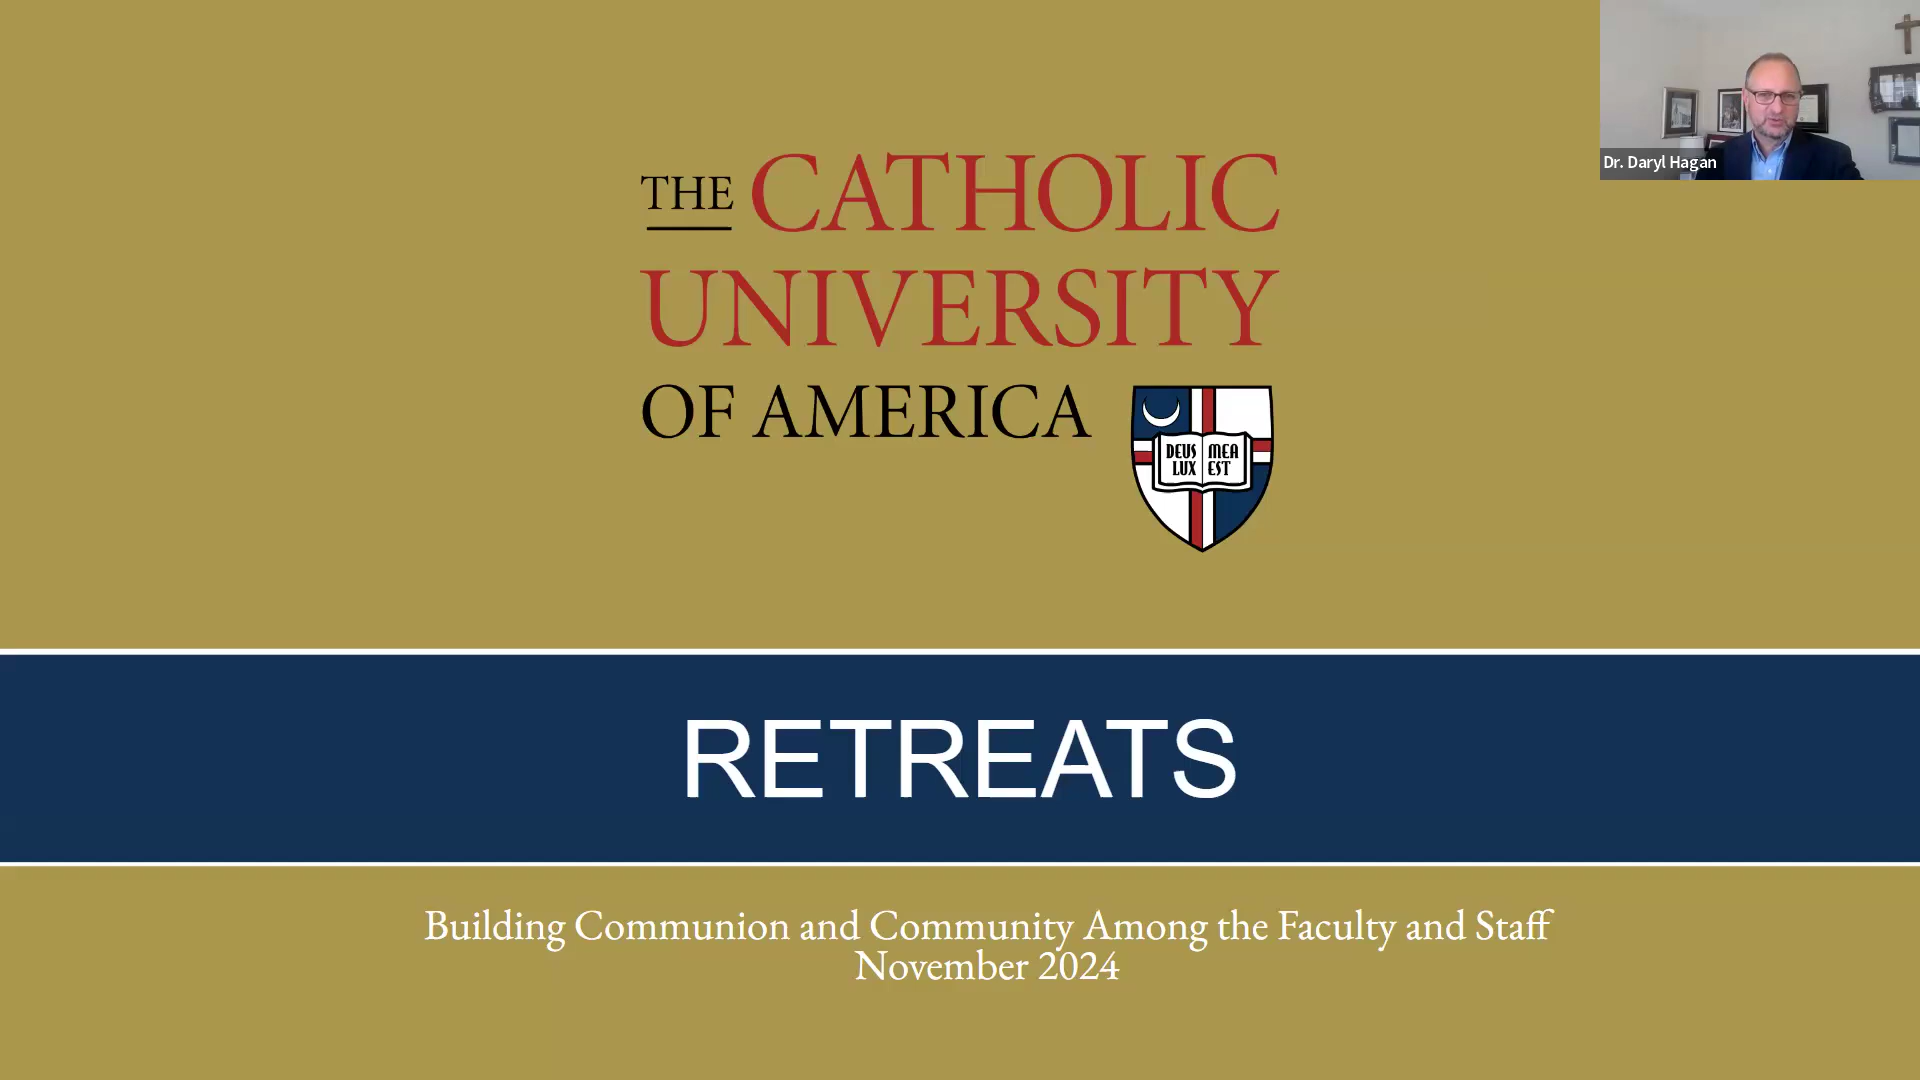 THE CATHOLIC
UNIVERSITY
OF AMERICA
DEUS MEA
LUX EST
Dr. Daryl Hagan
RETREATS
Building Communion and Community Among the Faculty and Staff
November 2024